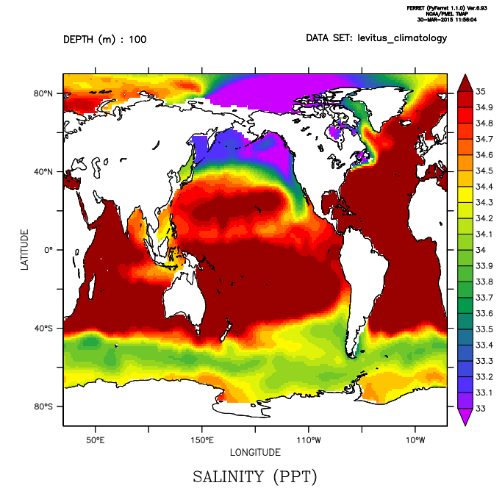 FERRET (PyFerret 1.1.0) Ver.6.93
NOAA/PMEL TMAP
30-MAR-2015 11:56:04
DEPTH (m) : 100
DATA SET: levitus_climatology
80°N
40°N
0°
40°S
80°S
LATITUDE
50°E
150°E
110°W
10°W
LONGITUDE
35
34.9
34.8
34.7
34.6
34.5
34.4
34.3
34.2
34.1
34
33.9
33.8
33.7
33.6
33.5
33.4
33.3
33.2
33.1
33
SALINITY (PPT)